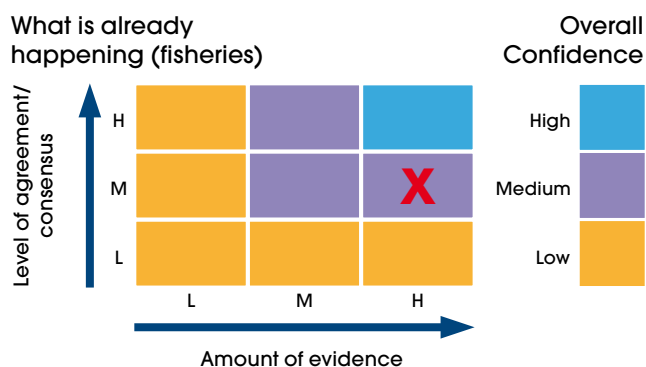 What is already
happening (fisheries)
Overall
Confidence
Level of agreement/
consensus
H
M
L
X
L
M
H
Amount of evidence
High
Medium
Low